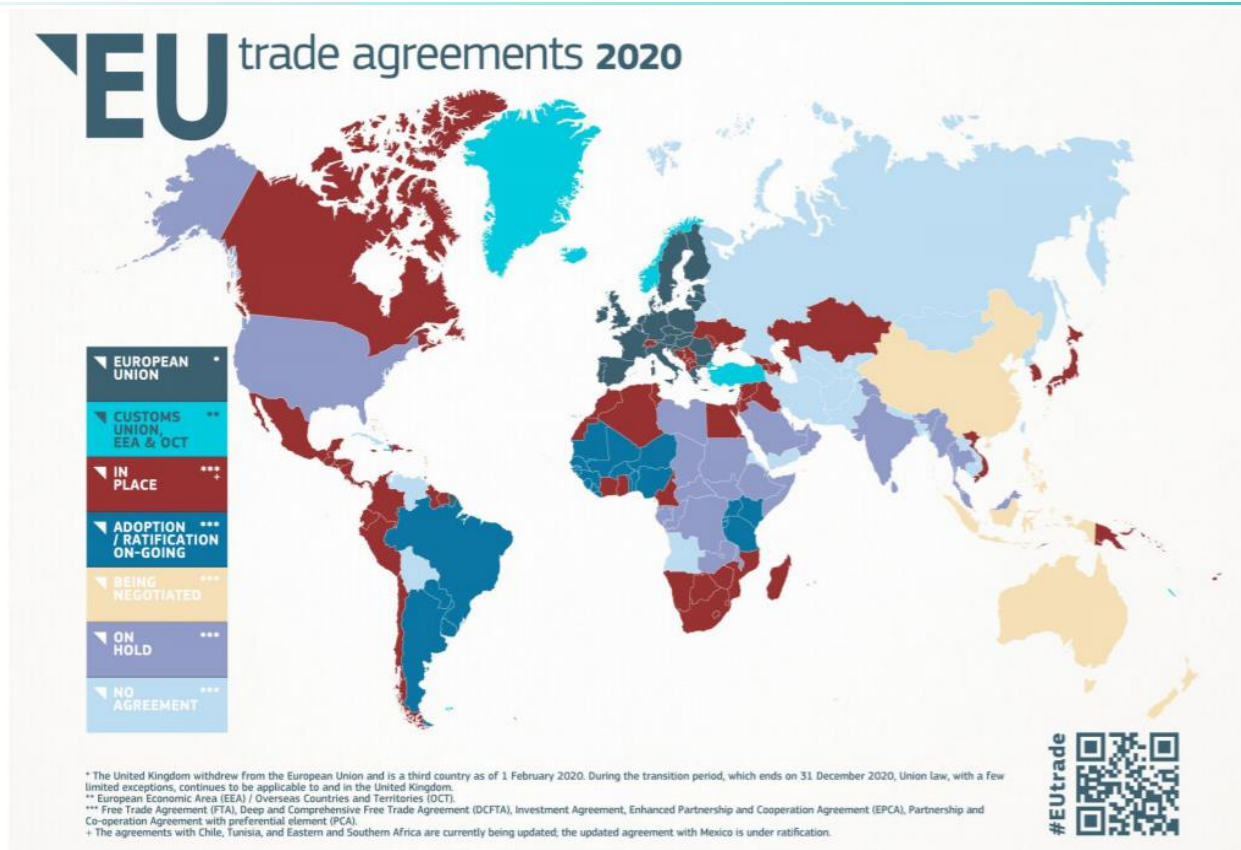 EU trade agreements 2020
EUROPEAN *
UNION
CUSTOMS **
UNION,
EEA & OCT
IN ***
PLACE +
ADOPTION ***
/ RATIFICATION
ON-GOING
BEING ***
NEGOTIATED
ON ***
HOLD
NO ***
AGREEMENT
* The United Kingdom withdrew from the European Union and is a third country as of 1 February 2020. During the transition period, which ends on 31 December 2020, Union law, with a few
limited exceptions, continues to be applicable to and in the United Kingdom.
** European Economic Area (EEA) / Overseas Countries and Territories (OCT).
*** Free Trade Agreement (FTA), Deep and Comprehensive Free Trade Agreement (DCFTA), Investment Agreement, Enhanced Partnership and Cooperation Agreement (EPCA), Partnership and
Co-operation Agreement with preferential element (PCA).
+ The agreements with Chile, Tunisia, and Eastern and Southern Africa are currently being updated; the updated agreement with Mexico is under ratification.
#EUtrade